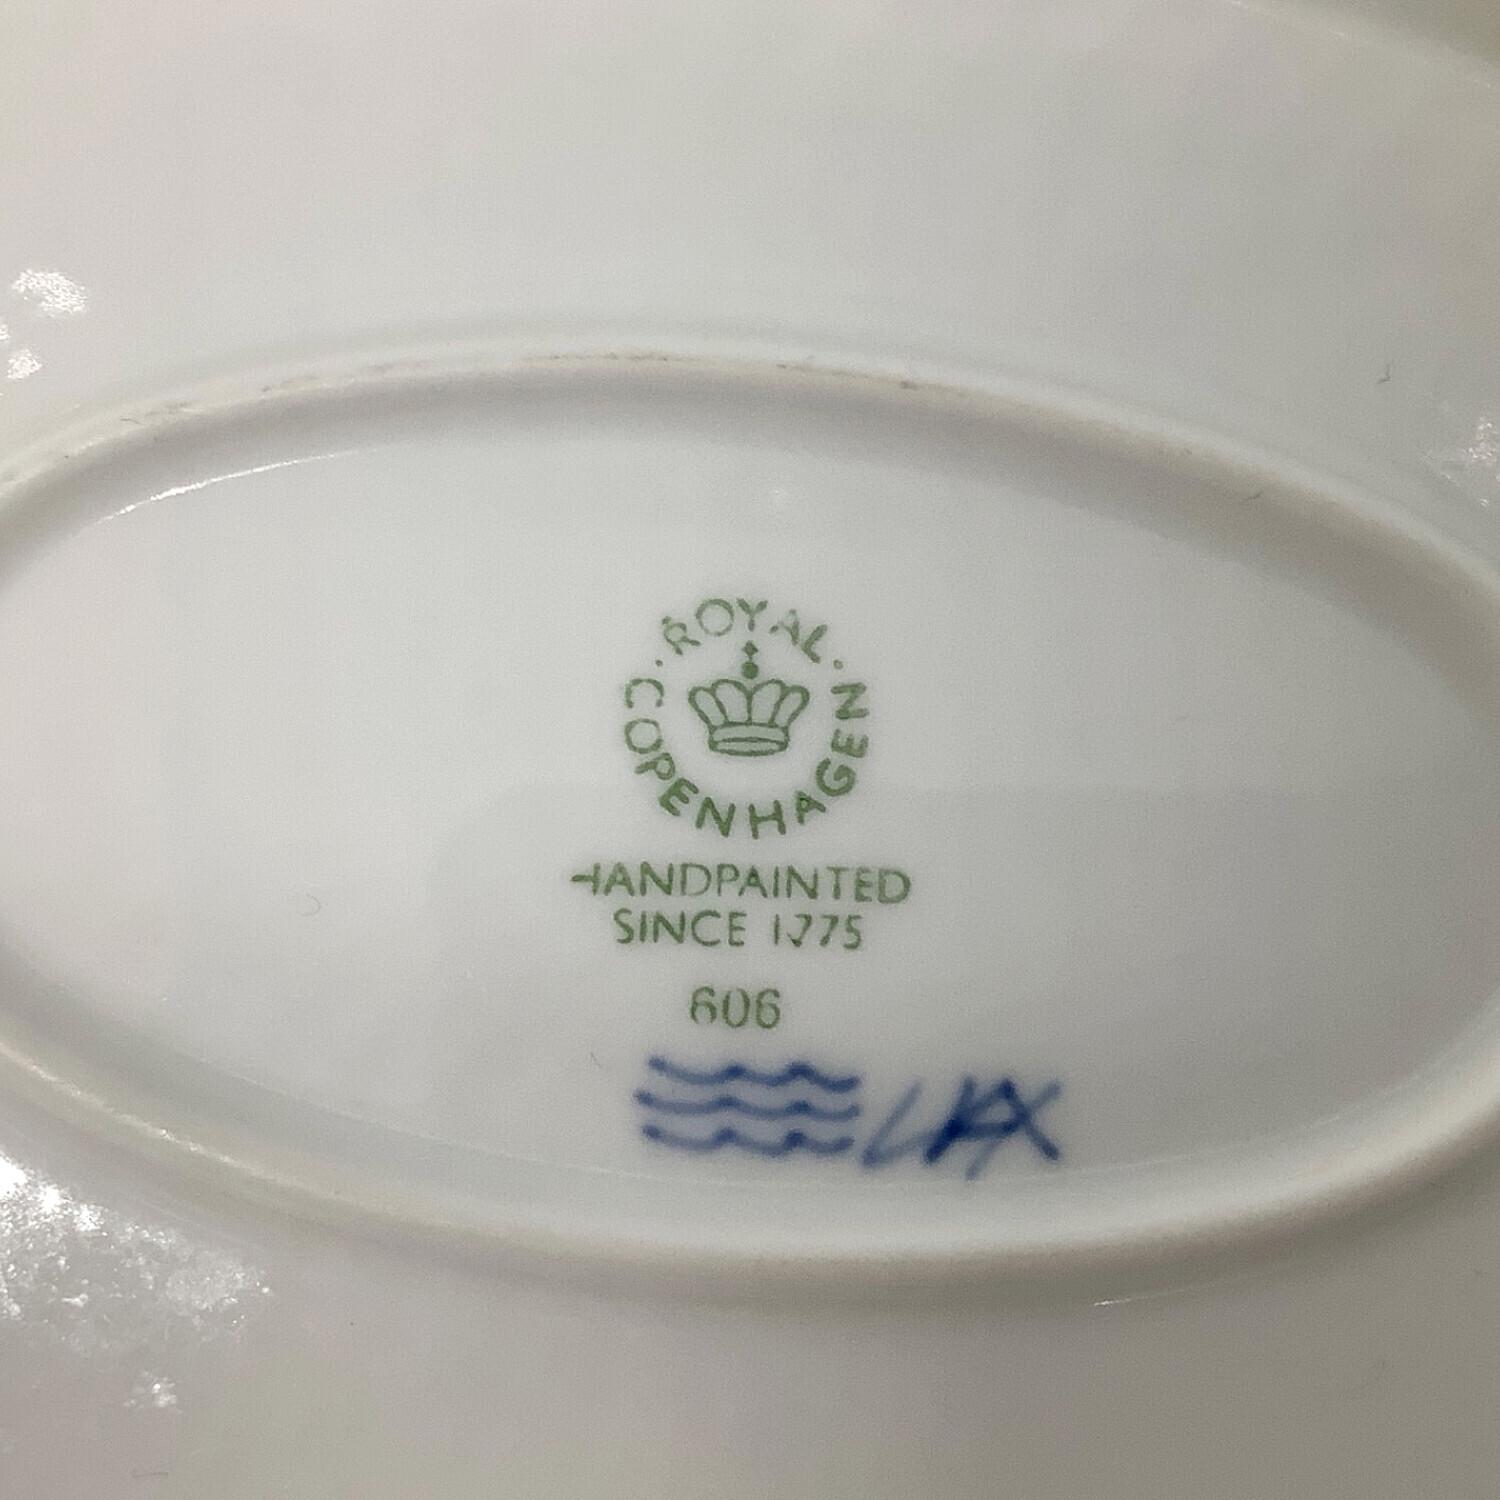 ROYAL
COPENHAGEN
HANDPAINTED
SINCE 1775
606